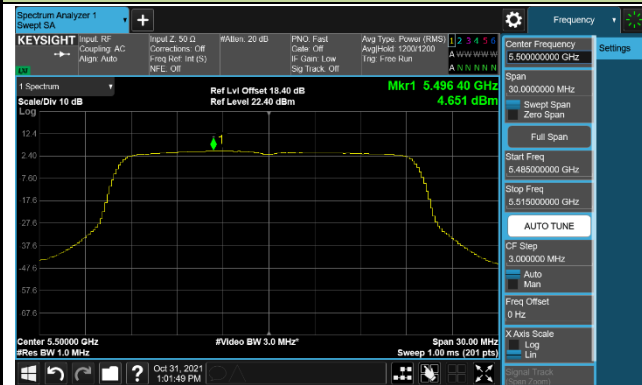 Spectrum Analyzer 1
Swept SA
Frequency
KEYSIGHT
Input: RF
Coupling: AC
Align: Auto
Input Z: 50 Ω
Corrections: Off
Freq Ref: Int (S)
NFE: Off
#Atten: 20 dB
PNO: Fast
Gate: Off
IF Gain: Low
Sig Track: Off
Avg Type: Power (RMS)
Avg|Hold: 1200/1200
Trig: Free Run
1 2 3 4 5 6
A W W W W W
A N N N N N
LXI
1 Spectrum
Scale/Div 10 dB
Log
Ref Lvl Offset 18.40 dB
Ref Level 22.40 dBm
Mkr1 5.496 40 GHz
4.651 dBm
1
12.4
2.40
-7.60
-17.6
-27.6
-37.6
-47.6
-57.6
-67.6
Center 5.50000 GHz
#Res BW 1.0 MHz
#Video BW 3.0 MHz*
Span 30.00 MHz
Sweep 1.00 ms (201 pts)
Oct 31, 2021
1:01:49 PM
?
Center Frequency
5.500000000 GHz
Span
30.0000000 MHz
Swept Span
Zero Span
Full Span
Start Freq
5.485000000 GHz
Stop Freq
5.515000000 GHz
AUTO TUNE
CF Step
3.000000 MHz
Auto
Man
Freq Offset
0 Hz
X Axis Scale
Log
Lin
Signal Track
(Span Zoom)
Settings